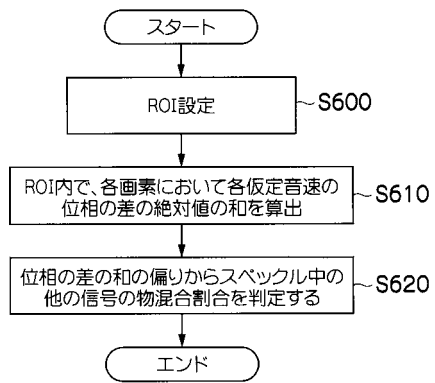 スタート
ROI設定
S600
ROI内で、各画素において各仮定音速の
位相の差の絶対値の和を算出
S610
位相の差の和の偏りからスペックル中の
他の信号の物混合割合を判定する
S620
エンド